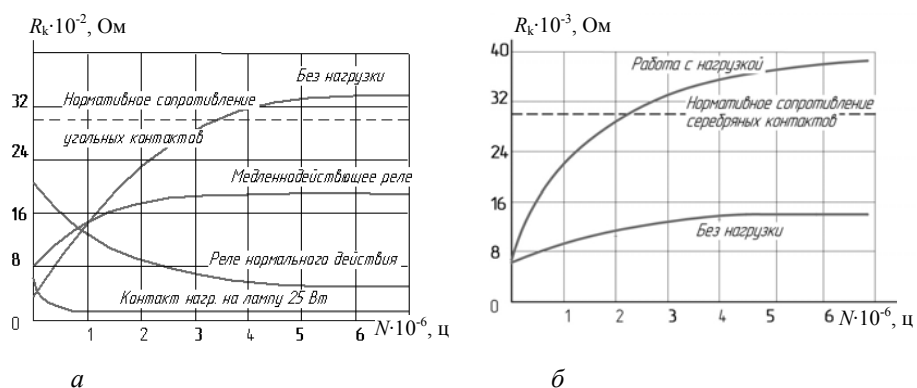 R_k·10⁻², Ом
Без нагрузки
32
Нормативное сопротивление
угольных контактов
24
Медленнодействующее реле
16
Реле нормального действия
8
Контакт нагр. на лампу 25 Вт
0 1 2 3 4 5 6 N·10⁻⁶, ц
а
R_k·10⁻³, Ом
40
Работа с нагрузкой
32
Нормативное сопротивление
серебряных контактов
24
16
Без нагрузки
8
0 1 2 3 4 5 6 N·10⁻⁶, ц
б